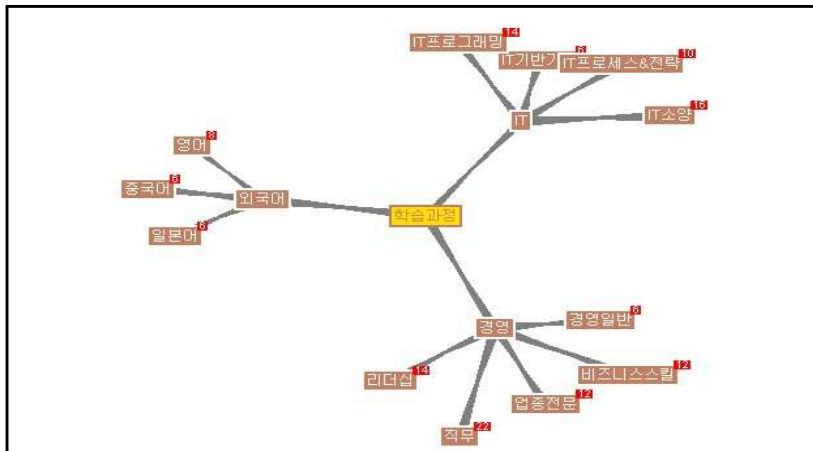 IT프로그래밍 14
IT기반기 6
IT프로세스&전략 10
IT소양 16
IT
영어 8
중국어 6
외국어
일본어 6
학습과정
경영
경영일반 6
비즈니스스킬 12
리더십 14
업종전문 12
직무 22